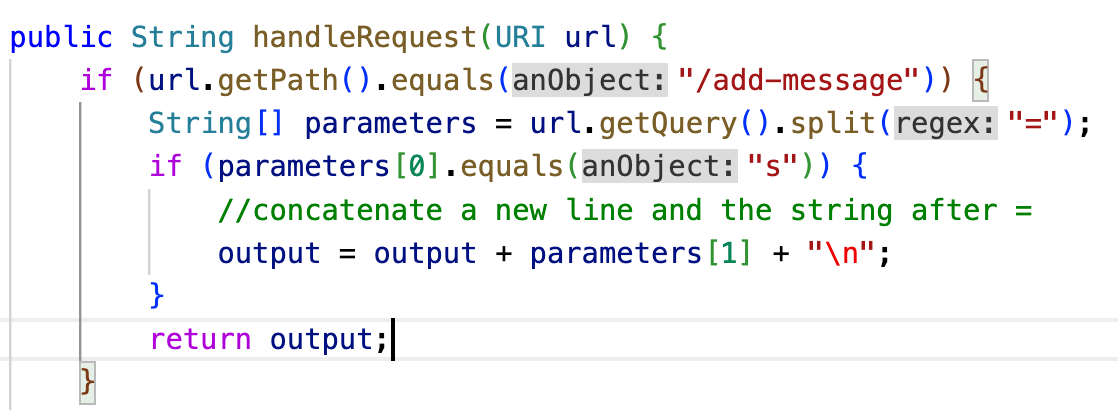 public String handleRequest(URI url) {
if (url.getPath().equals(anObject: "/add-message")) {
String[] parameters = url.getQuery().split(regex: "=");
if (parameters[0].equals(anObject: "s")) {
//concatenate a new line and the string after =
output = output + parameters[1] + "\n";
}
return output;
}